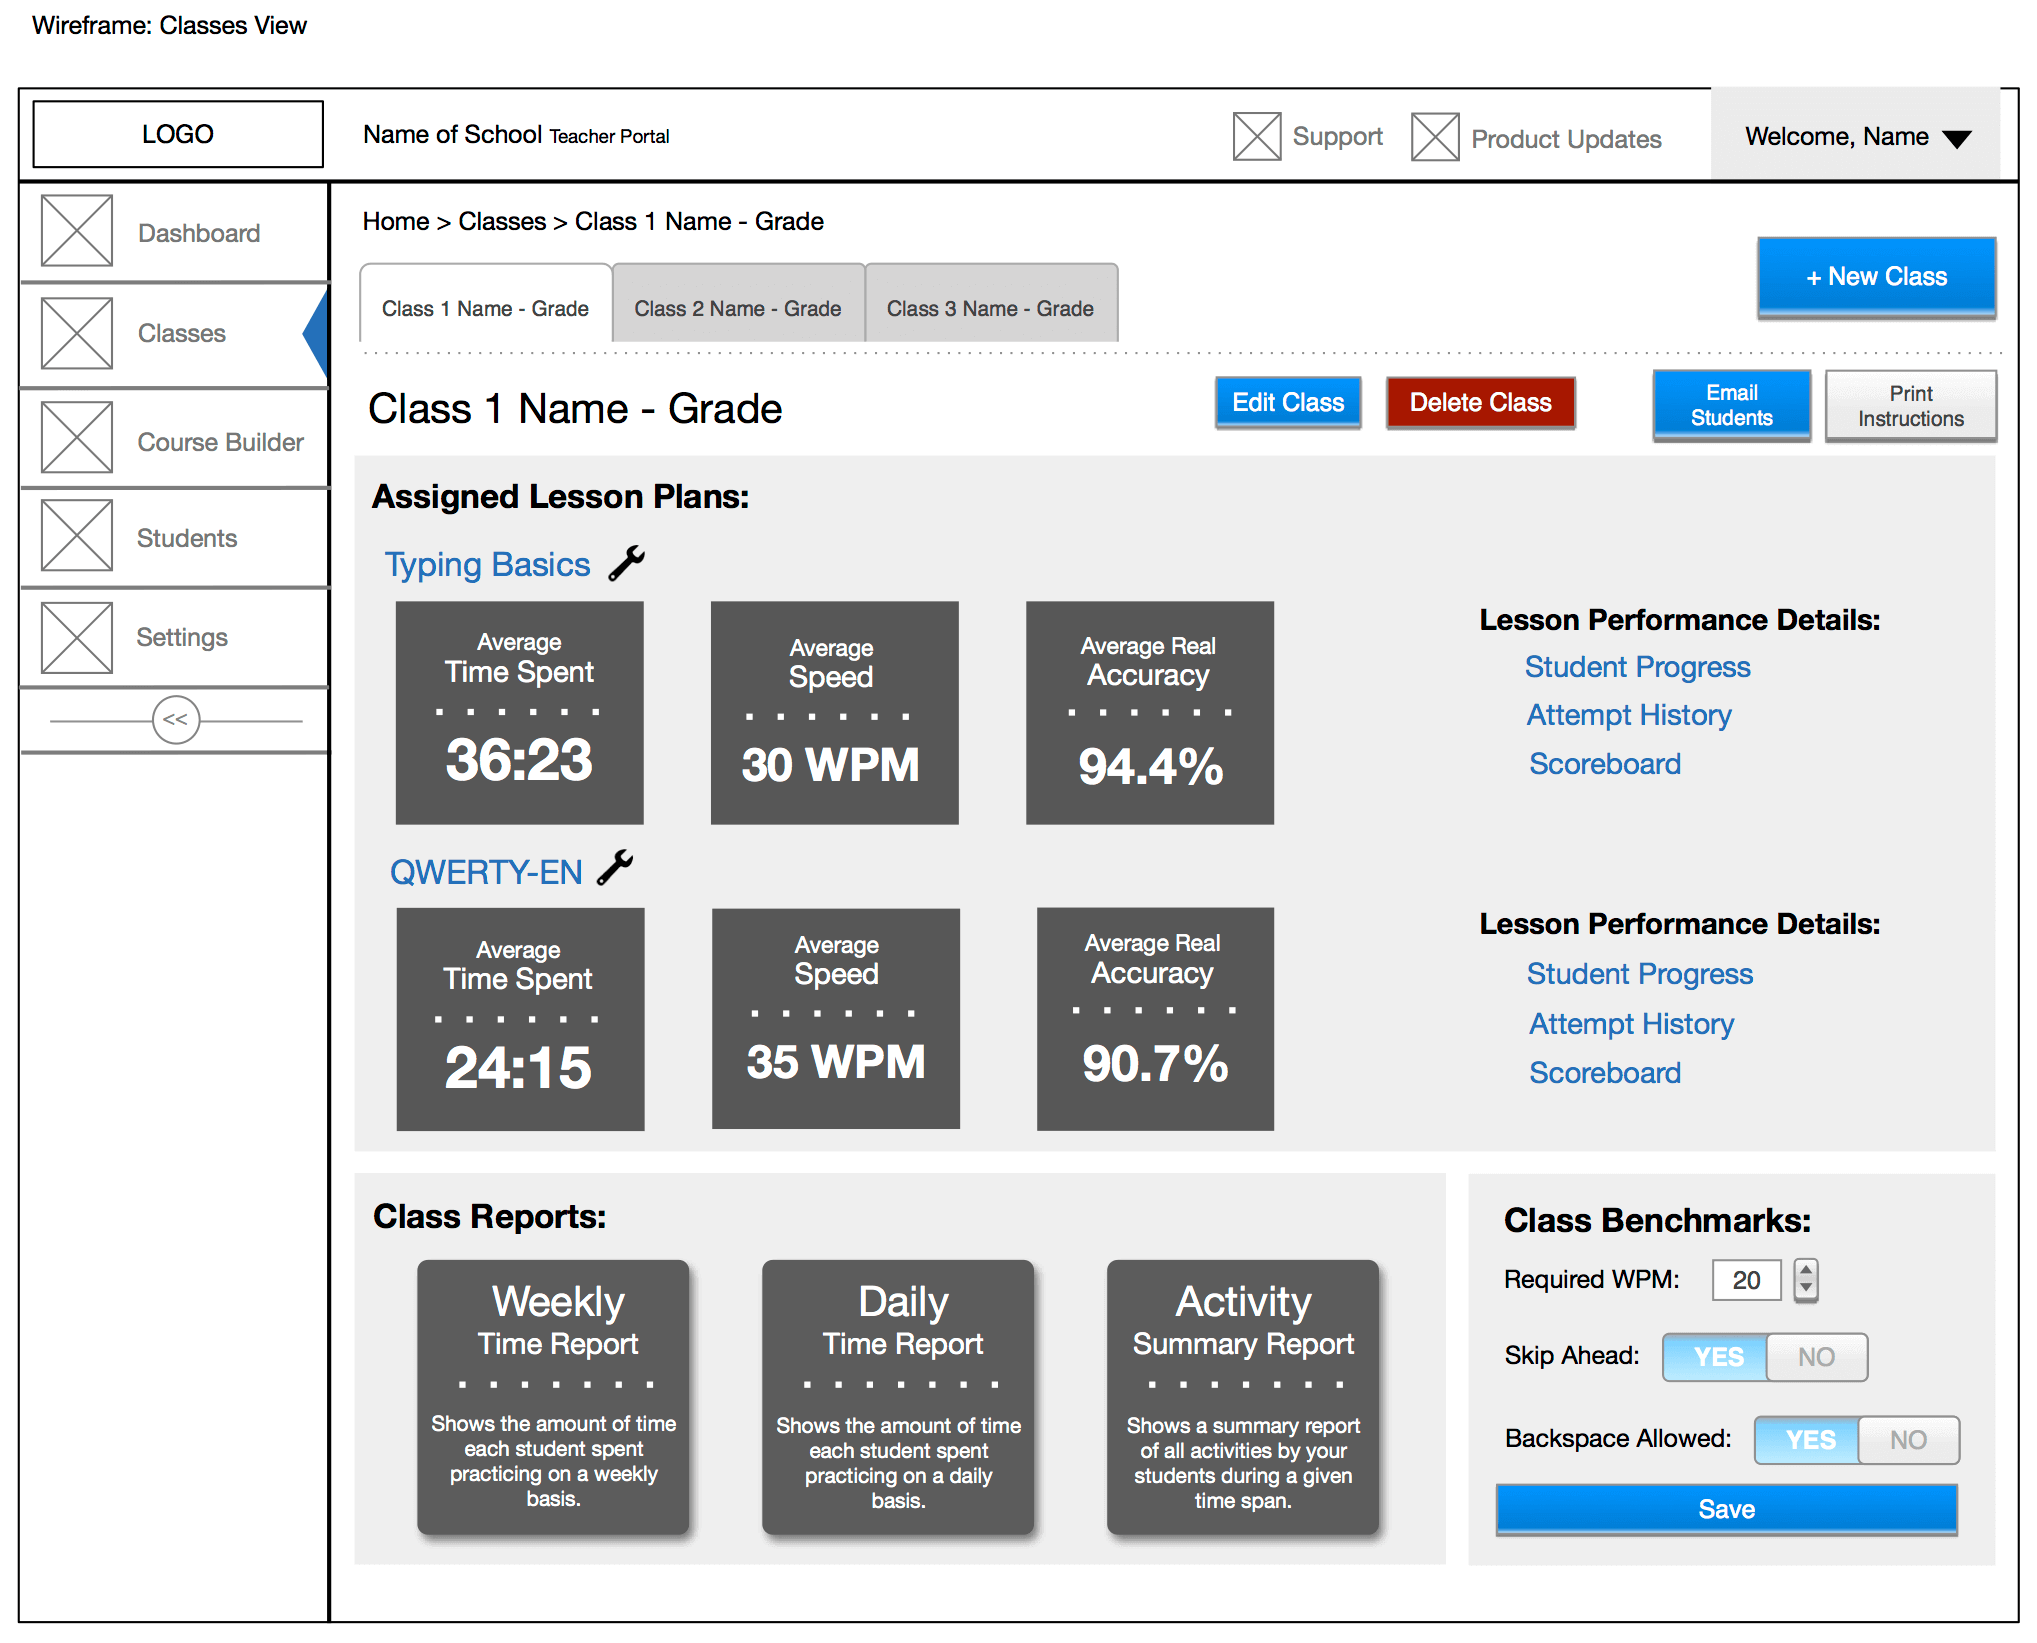 Wireframe: Classes View
LOGO
Name of School Teacher Portal
Support
Product Updates
Welcome, Name
Dashboard
Classes
Course Builder
Students
Settings
<<
Home > Classes > Class 1 Name - Grade
+ New Class
Class 1 Name - Grade
Class 2 Name - Grade
Class 3 Name - Grade
Class 1 Name - Grade
Edit Class
Delete Class
Email
Students
Print
Instructions
Assigned Lesson Plans:
Typing Basics
Average
Time Spent
36:23
Average
Speed
30 WPM
Average Real
Accuracy
94.4%
Lesson Performance Details:
Student Progress
Attempt History
Scoreboard
QWERTY-EN
Average
Time Spent
24:15
Average
Speed
35 WPM
Average Real
Accuracy
90.7%
Lesson Performance Details:
Student Progress
Attempt History
Scoreboard
Class Reports:
Weekly
Time Report
Shows the amount of time
each student spent
practicing on a weekly
basis.
Daily
Time Report
Shows the amount of time
each student spent
practicing on a daily
basis.
Activity
Summary Report
Shows a summary report
of all activities by your
students during a given
time span.
Class Benchmarks:
Required WPM: 20
Skip Ahead: YES NO
Backspace Allowed: YES NO
Save